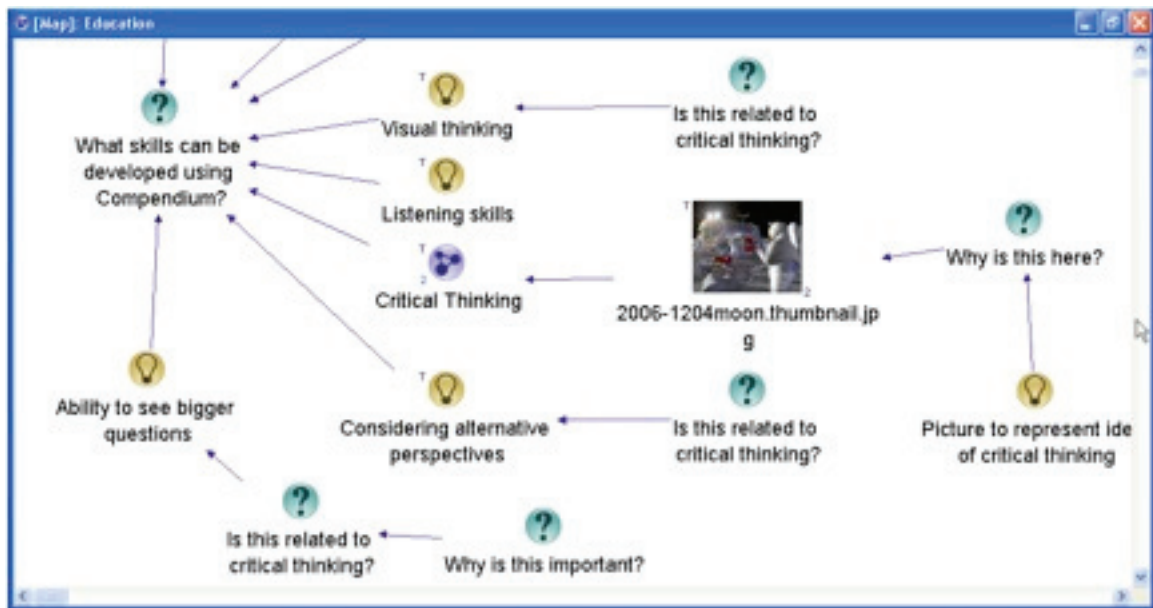 [Map]: Education
T
Visual thinking
Is this related to
critical thinking?
What skills can be
developed using
Compendium?
T
Listening skills
T
2
Critical Thinking
T
2
2006-1204moon.thumbnail.jp
g
Why is this here?
Ability to see bigger
questions
T
Considering alternative
perspectives
Is this related to
critical thinking?
Picture to represent ide
of critical thinking
Is this related to
critical thinking?
Why is this important?